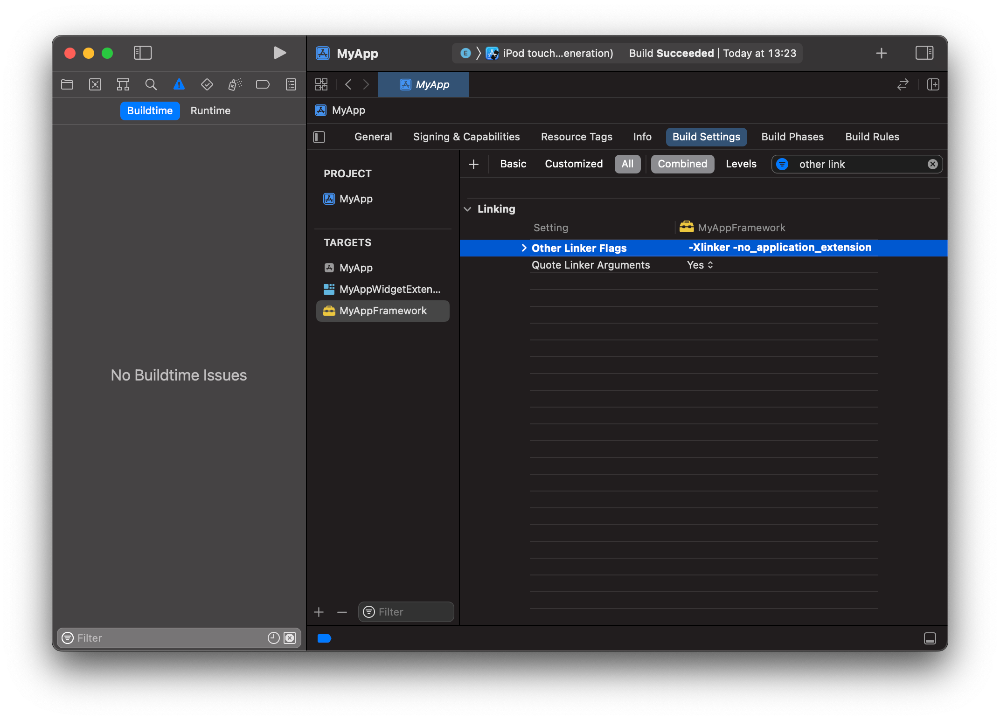 MyApp
E
iPod touch...eneration)
Build Succeeded | Today at 13:23
MyApp
Buildtime
Runtime
MyApp
General
Signing & Capabilities
Resource Tags
Info
Build Settings
Build Phases
Build Rules
Basic
Customized
All
Combined
Levels
other link
PROJECT
MyApp
TARGETS
MyApp
MyAppWidgetExten...
MyAppFramework
Linking
Setting
MyAppFramework
Other Linker Flags
-Xlinker -no_application_extension
Quote Linker Arguments
Yes
No Buildtime Issues
Filter
Filter